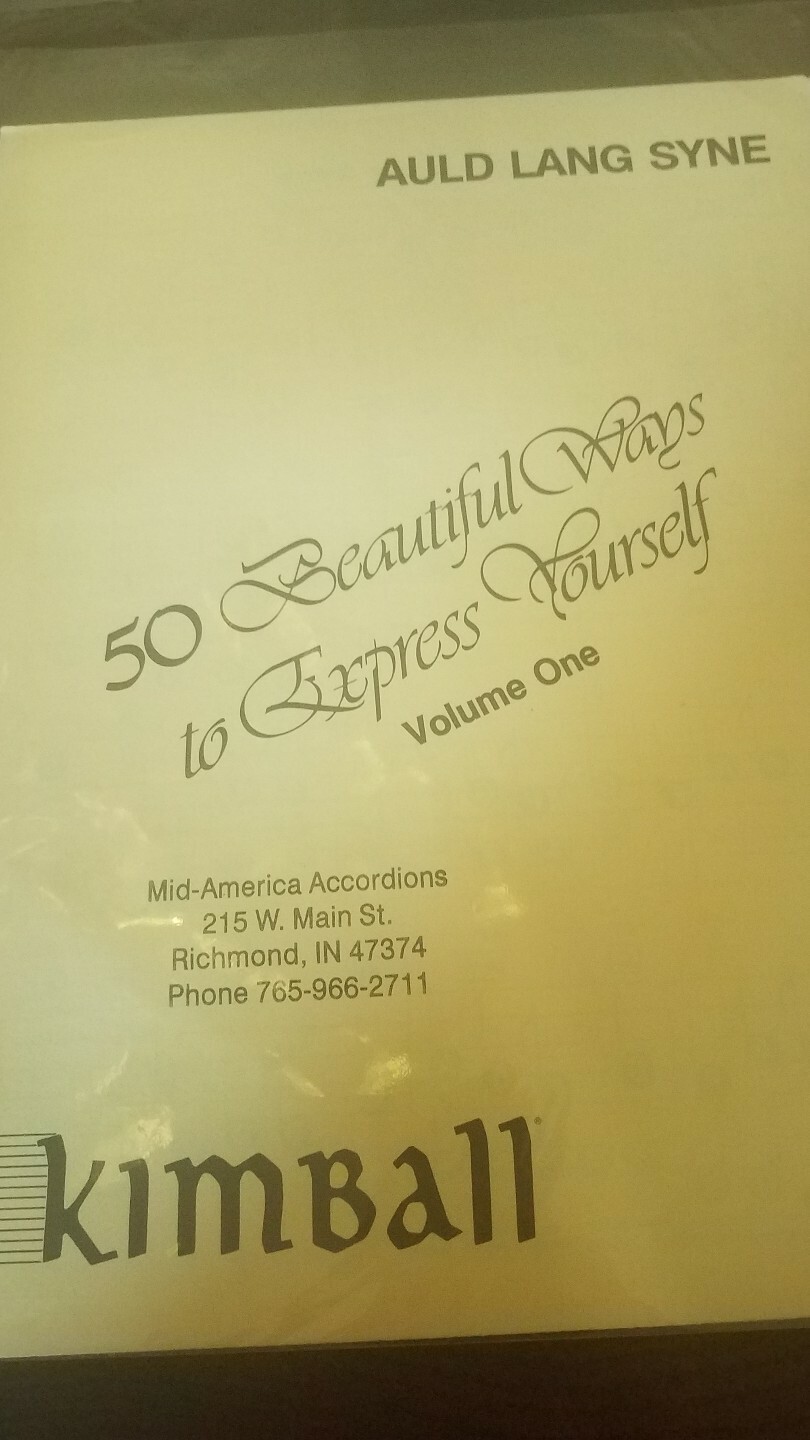 AULD LANG SYNE
50 Beautiful Ways
to Express Yourself
Volume One
Mid-America Accordions
215 W. Main St.
Richmond, IN 47374
Phone 765-966-2711
kimball